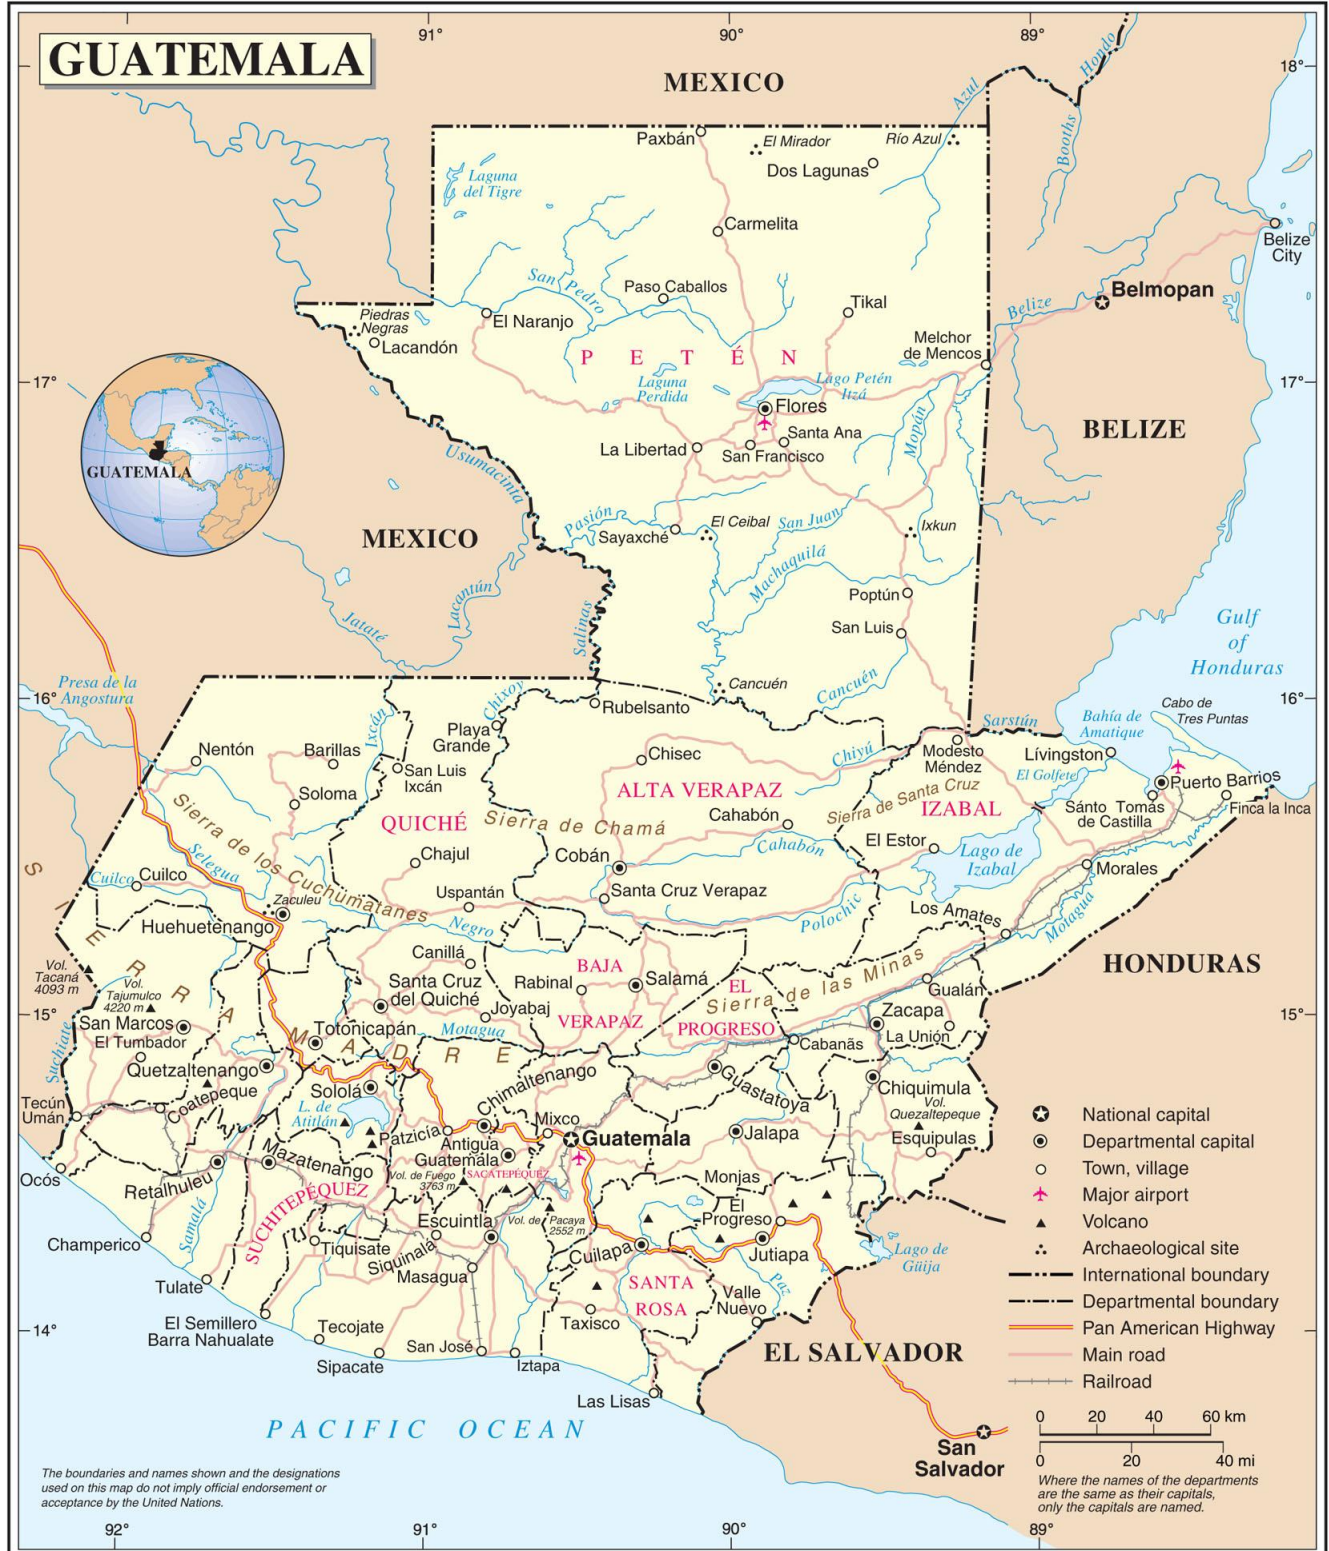 GUATEMALA
91°
90°
89°
18°
MEXICO
Hondo
Azul
Booths
Paxbán
El Mirador
Río Azul
Dos Lagunas
Laguna
del Tigre
Carmelita
Belize
City
San Pedro
Paso Caballos
Tikal
Belmopan
Belize
El Naranjo
Piedras
Negras
Lacandón
Melchor
de Mencos
PETÉN
17°
17°
Laguna
Perdida
Lago Petén
Itzá
Flores
Mopán
BELIZE
Santa Ana
La Libertad
San Francisco
GUATEMALA
Usumacinta
MEXICO
Pasión
Sayaxché
El Ceibal
San Juan
Ixkun
Machaquilá
Lacantún
Jataté
Salinas
Poptún
San Luis
Gulf
of
Honduras
Presa de la
Angostura
16°
16°
Cancuén
Cancuén
Chixoy
Rubelsanto
Ixcán
Playa
Grande
Sarstún
Bahía de
Amatique
Cabo de
Tres Puntas
Nentón
Barillas
San Luis
Ixcán
Chisec
Chiyú
Modesto
Méndez
Lívingston
El Golfete
Puerto Barrios
Soloma
ALTA VERAPAZ
Sierra de Santa Cruz
IZABAL
Sánto Tomas
de Castilla
Finca la Inca
Sierra de los Cuchumatanes
QUICHÉ
Sierra de Chamá
Cahabón
Cahabón
El Estor
Lago de
Izabal
Selegua
Chajul
Cobán
Morales
Cuilco
Cuilco
Zaculeu
Uspantán
Santa Cruz Verapaz
Polochic
Los Amates
Motagua
Huehuetenango
Negro
SIERRA MADRE
Canillá
Vol.
Tacaná
4093 m
Vol.
Tajumulco
4220 m
Santa Cruz
del Quiché
Rabinal
BAJA
VERAPAZ
Salamá
EL
PROGRESO
Sierra de las Minas
Gualán
HONDURAS
15°
15°
Joyabaj
San Marcos
El Tumbador
Totonicapán
Motagua
Zacapa
La Unión
Cabanãs
Suchiate
Quetzaltenango
Sololá
Chimaltenango
Guastatoya
Chiquimula
Vol.
Quezaltepeque
Tecún
Umán
Coatepeque
L. de
Atitlán
Patzicía
Mixco
Guatemala
Antigua
Guatemala
Jalapa
Esquipulas
Ocós
Mazatenango
Retalhuleu
Vol. de Fuego
3763 m
SACATEPÉQUEZ
Monjas
SUCHITEPÉQUEZ
Samalá
Champerico
Escuintla
Vol. de Pacaya
2552 m
El
Progreso
Tiquisate
Siquinalá
Masagua
Cuilapa
Jutiapa
Lago de
Güija
Tulate
SANTA
ROSA
Valle
Nuevo
Paz
El Semillero
Barra Nahualate
Tecojate
Taxisco
14°
San José
Sipacate
Iztapa
EL SALVADOR
Las Lisas
PACIFIC OCEAN
San
Salvador
National capital
Departmental capital
Town, village
Major airport
Volcano
Archaeological site
International boundary
Departmental boundary
Pan American Highway
Main road
Railroad
0 20 40 60 km
0 20 40 mi
Where the names of the departments
are the same as their capitals,
only the capitals are named.
The boundaries and names shown and the designations
used on this map do not imply official endorsement or
acceptance by the United Nations.
92°
91°
90°
89°